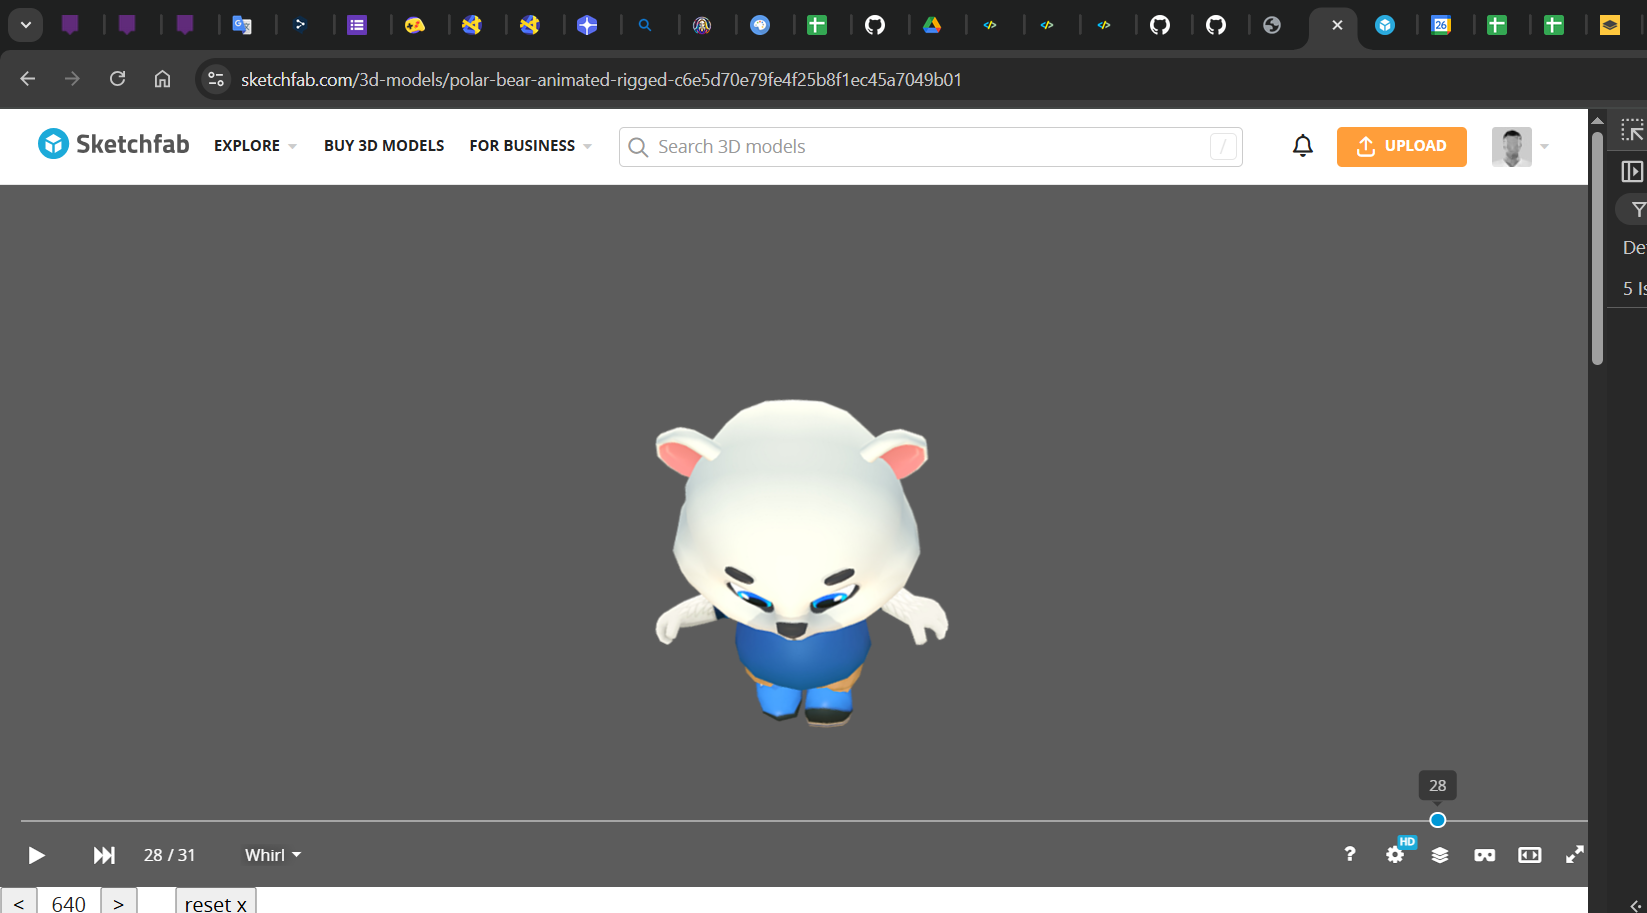 26
sketchfab.com/3d-models/polar-bear-animated-rigged-c6e5d70e79fe4f25b8f1ec45a7049b01
Sketchfab EXPLORE BUY 3D MODELS FOR BUSINESS Search 3D models / UPLOAD
De
5 Is
28
28 / 31 Whirl ? HD
< 640 > reset x